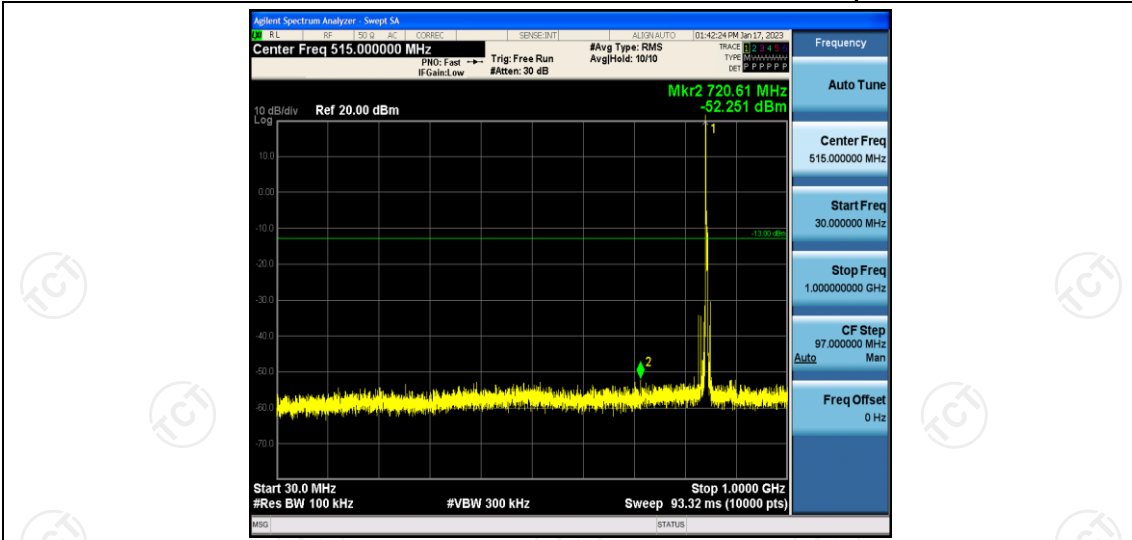 Agilent Spectrum Analyzer - Swept SA
RL RF 50 Ω AC CORREC SENSE:INT ALIGN AUTO 01:42:24 PM Jan 17, 2023
Center Freq 515.000000 MHz
PNO: Fast
IFGain:Low
Trig: Free Run
#Atten: 30 dB
#Avg Type: RMS
Avg|Hold: 10/10
TRACE 1 2 3 4 5 6
TYPE M
DET P P P P P P
Mkr2 720.61 MHz
-52.251 dBm
10 dB/div Ref 20.00 dBm
Log
1
10.0
0.00
-10.0
-13.00 dBm
-20.0
-30.0
-40.0
-50.0
2
-60.0
-70.0
Start 30.0 MHz
Stop 1.0000 GHz
#Res BW 100 kHz
#VBW 300 kHz
Sweep 93.32 ms (10000 pts)
MSG
STATUS
Frequency
Auto Tune
Center Freq
515.000000 MHz
Start Freq
30.000000 MHz
Stop Freq
1.000000000 GHz
CF Step
97.000000 MHz
Auto Man
Freq Offset
0 Hz
TCT
TCT
TCT
TCT
TCT
TCT